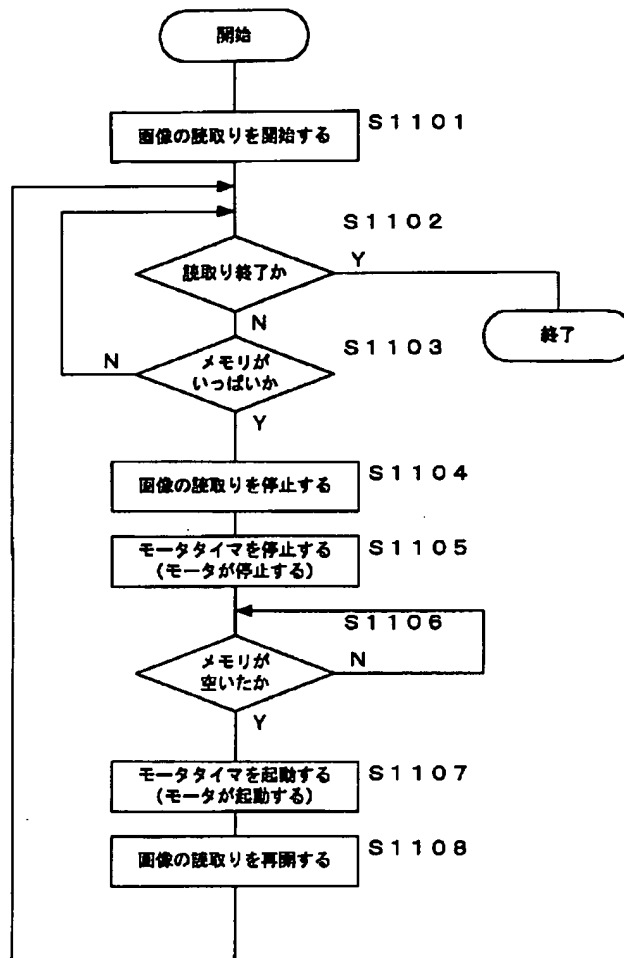 開始
画像の読取りを開始する
S1101
S1102
読取り終了か
Y
N
終了
S1103
メモリが
いっぱいか
N
Y
画像の読取りを停止する
S1104
モータタイマを停止する
(モータが停止する)
S1105
S1106
メモリが
空いたか
N
Y
モータタイマを起動する
(モータが起動する)
S1107
画像の読取りを再開する
S1108